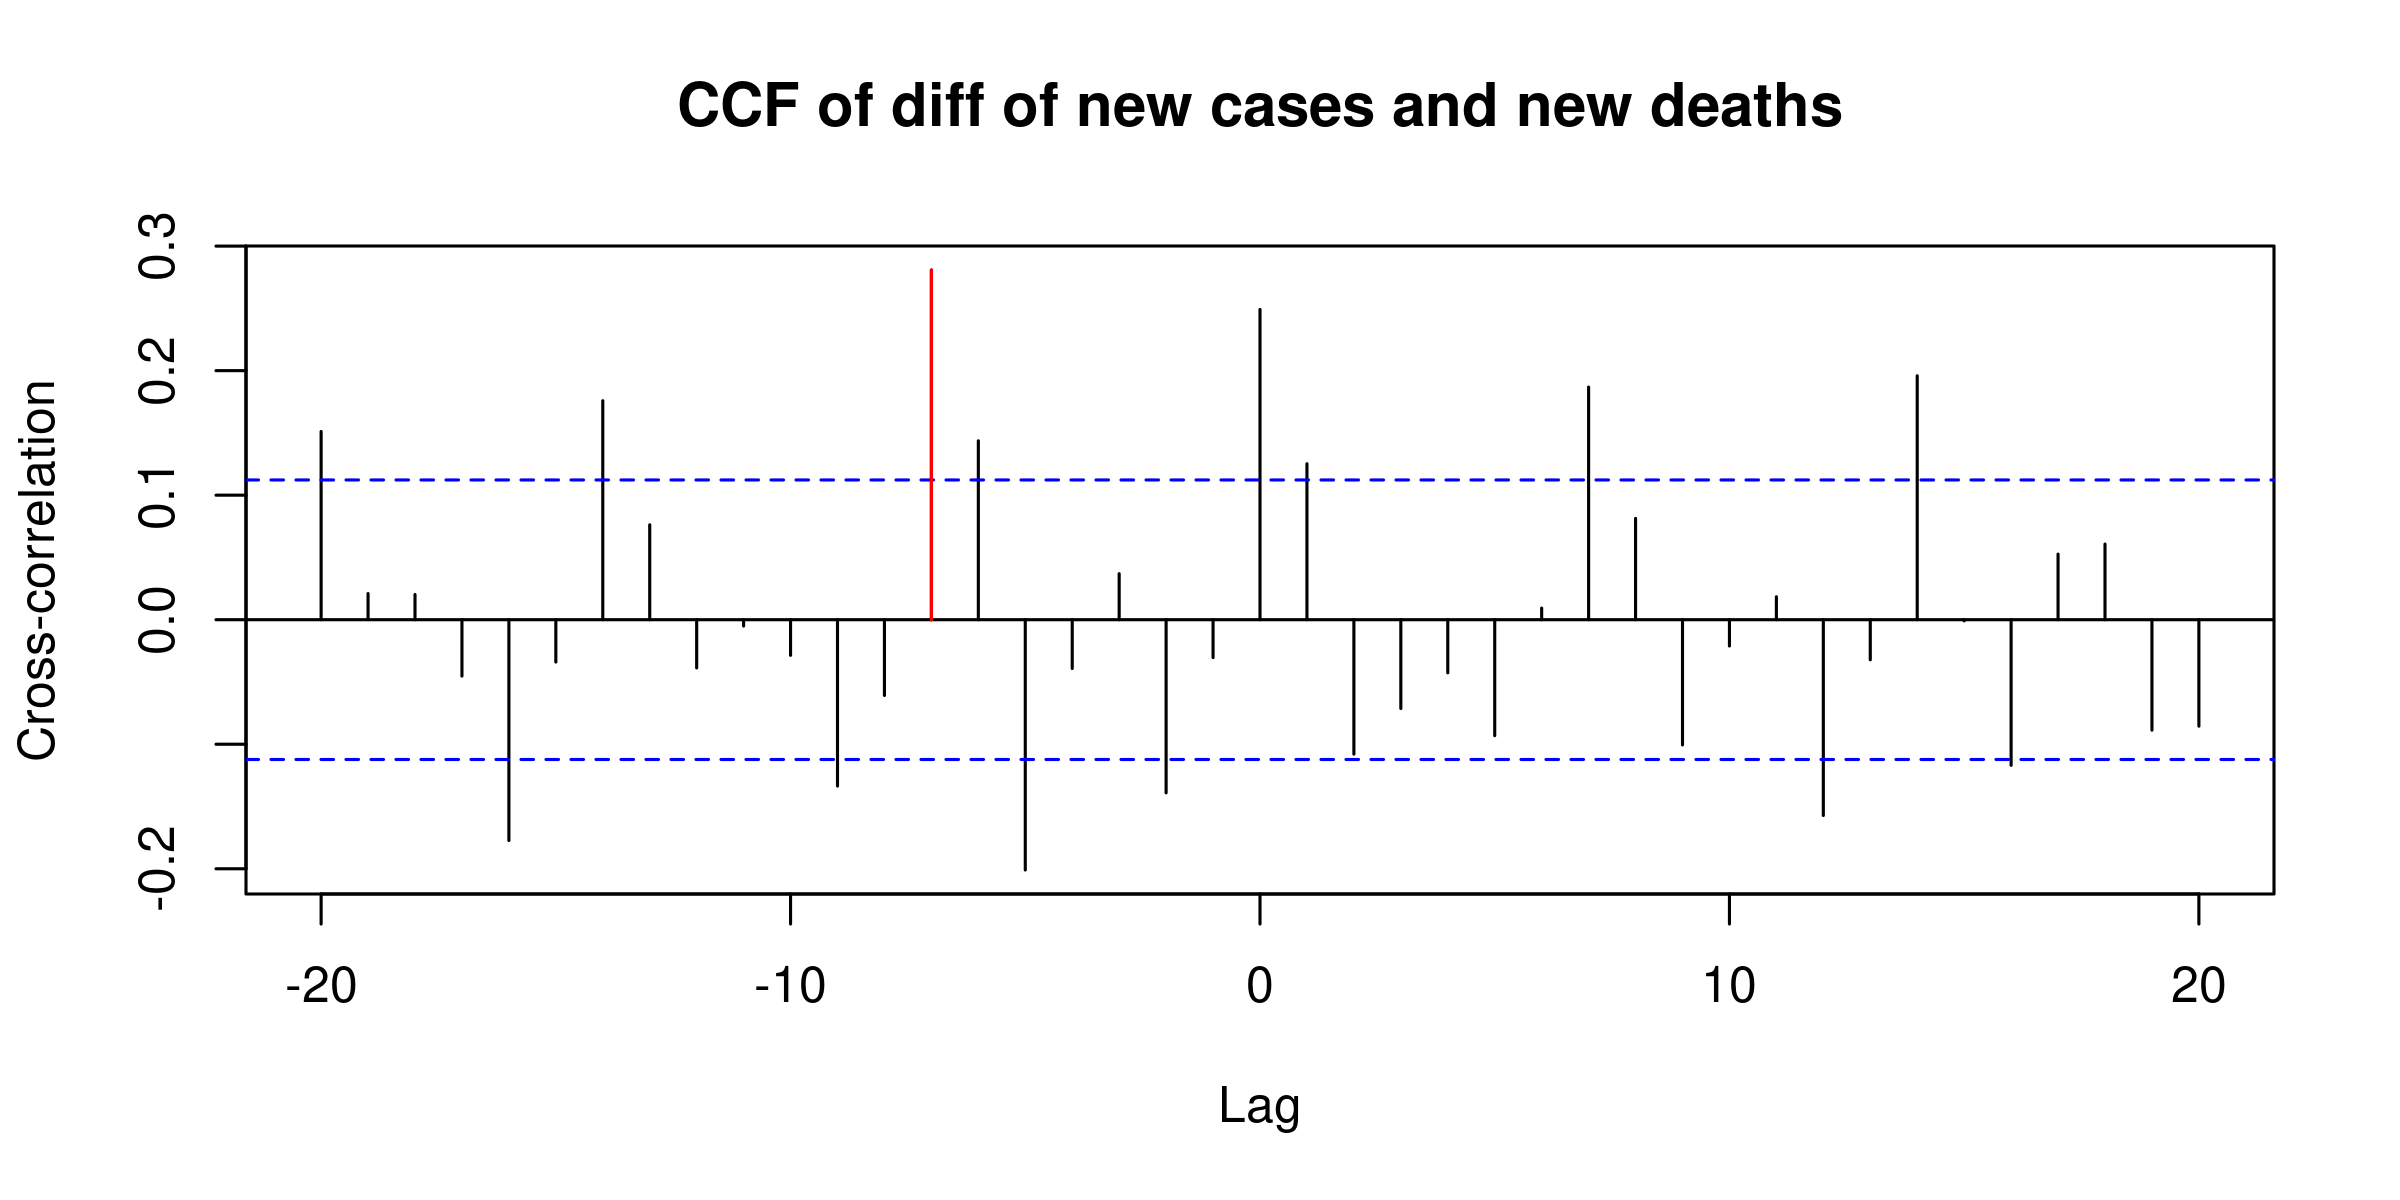 CCF of diff of new cases and new deaths
Cross-correlation
0.3
0.2
0.1
0.0
-0.2
-20 -10 0 10 20
Lag